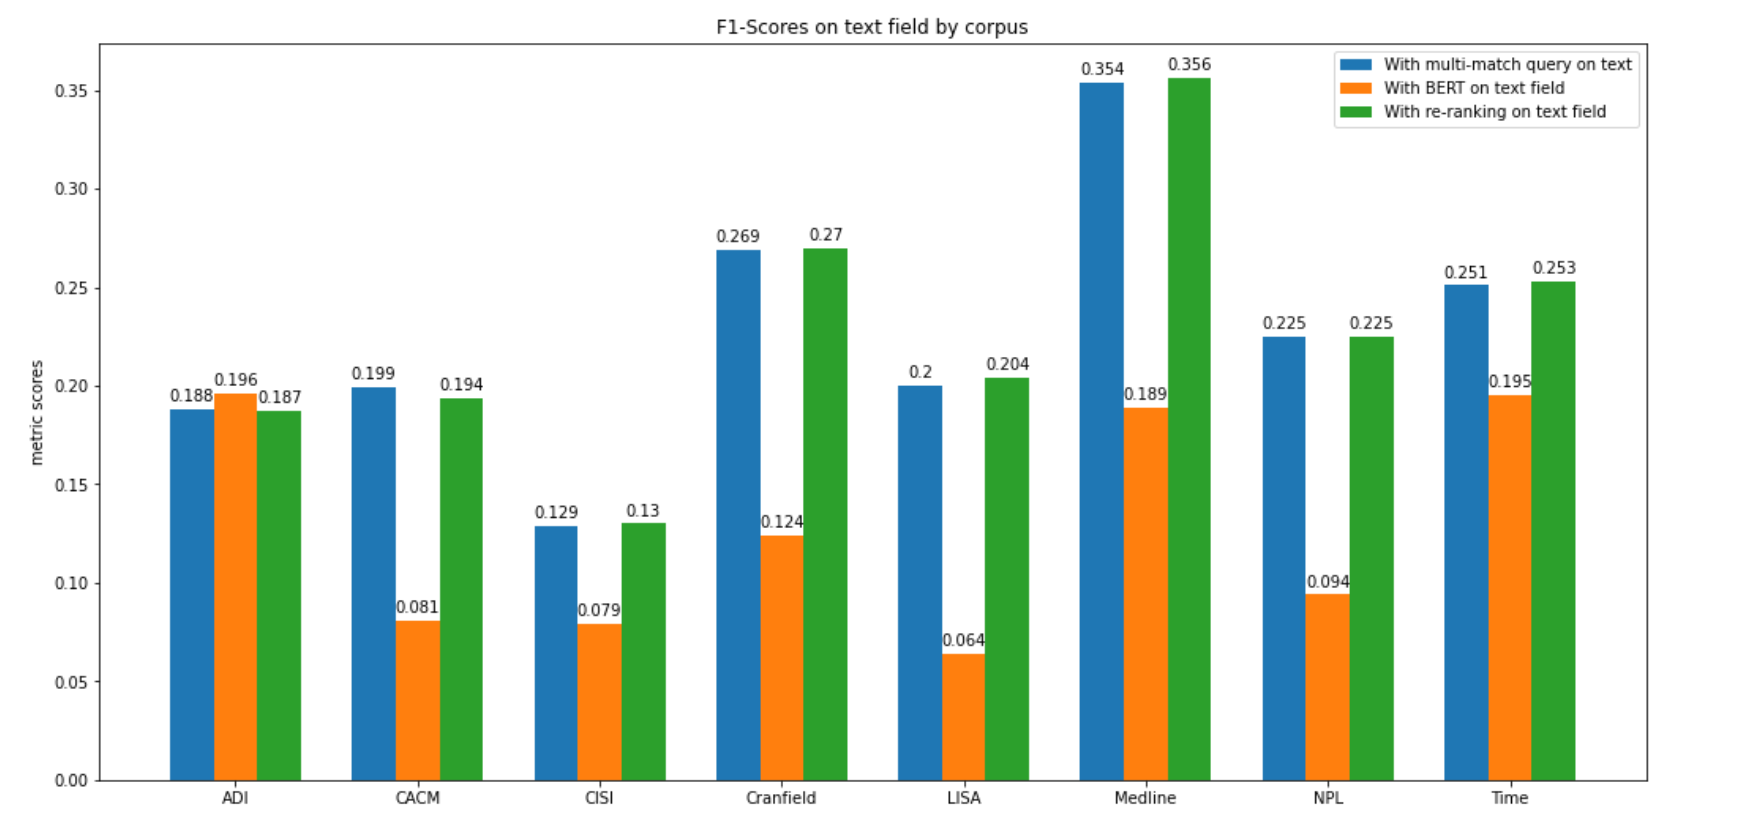 F1-Scores on text field by corpus
With multi-match query on text
With BERT on text field
With re-ranking on text field
metric scores
0.35
0.30
0.25
0.20
0.15
0.10
0.05
0.00
0.188 0.196 0.187
0.199 0.081 0.194
0.129 0.079 0.13
0.269 0.124 0.27
0.2 0.064 0.204
0.354 0.189 0.356
0.225 0.094 0.225
0.251 0.195 0.253
ADI CACM CISI Cranfield LISA Medline NPL Time